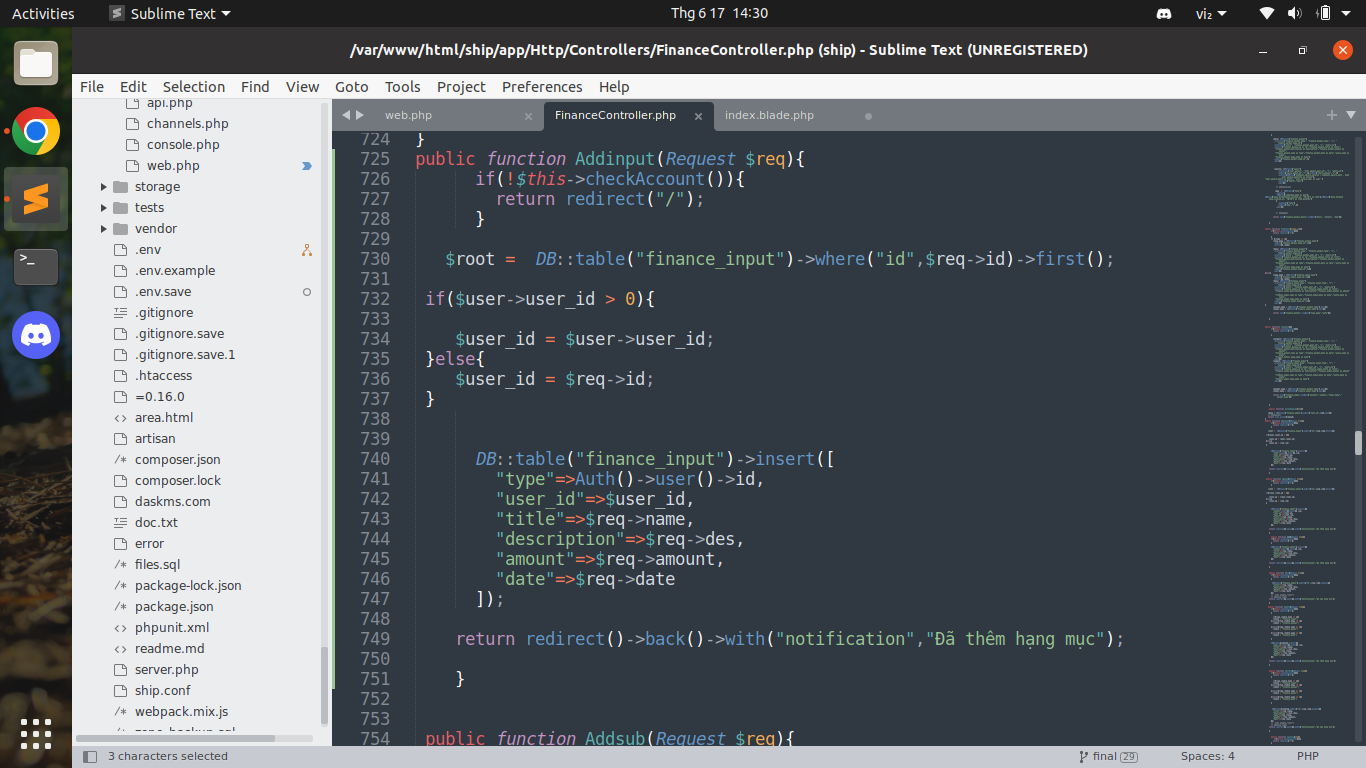 Activities
Sublime Text
Thg 6 17 14:30
vi₂
/var/www/html/ship/app/Http/Controllers/FinanceController.php (ship) - Sublime Text (UNREGISTERED)
File Edit Selection Find View Goto Tools Project Preferences Help
api.php
channels.php
console.php
web.php
storage
tests
vendor
.env
.env.example
.env.save
.gitignore
.gitignore.save
.gitignore.save.1
.htaccess
=0.16.0
area.html
artisan
composer.json
composer.lock
daskms.com
doc.txt
error
files.sql
package-lock.json
package.json
phpunit.xml
readme.md
server.php
ship.conf
webpack.mix.js
web.php
FinanceController.php
index.blade.php
724 }
725 public function Addinput(Request $req){
726 if(!$this->checkAccount()){
727 return redirect("/");
728 }
729
730 $root = DB::table("finance_input")->where("id",$req->id)->first();
731
732 if($user->user_id > 0){
733
734 $user_id = $user->user_id;
735 }else{
736 $user_id = $req->id;
737 }
738
739
740 DB::table("finance_input")->insert([
741 "type"=>Auth()->user()->id,
742 "user_id"=>$user_id,
743 "title"=>$req->name,
744 "description"=>$req->des,
745 "amount"=>$req->amount,
746 "date"=>$req->date
747 ]);
748
749 return redirect()->back()->with("notification","Đã thêm hạng mục");
750
751 }
752
753
754 public function Addsub(Request $req){
3 characters selected
final 29
Spaces: 4
PHP